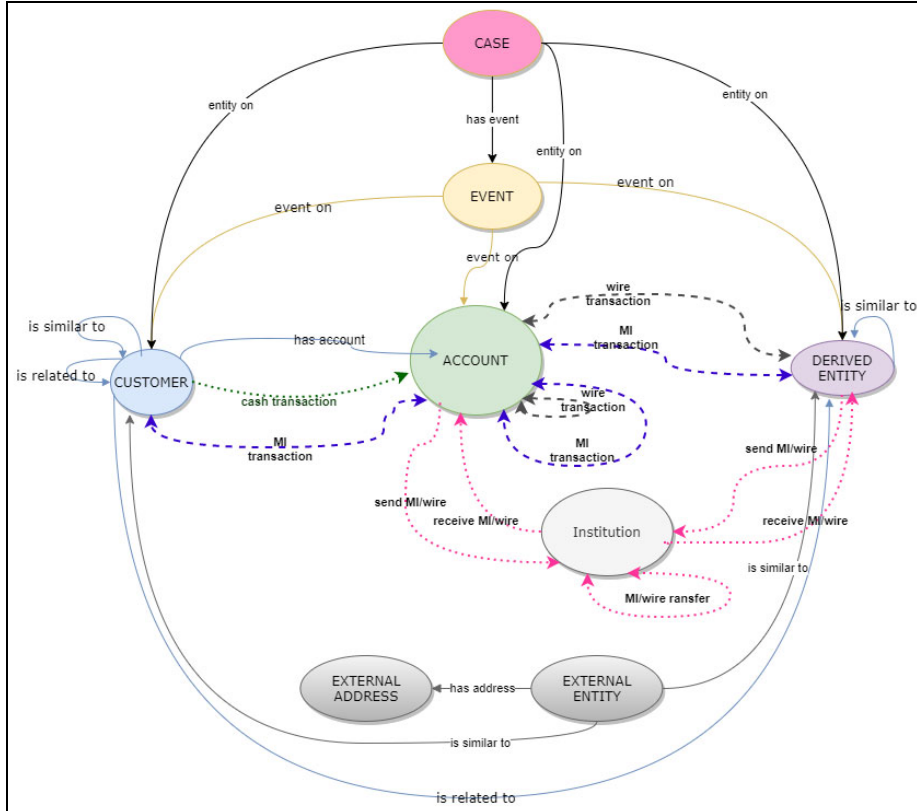 CASE
entity on
has event
entity on
entity on
EVENT
event on
event on
event on
wire
transaction
is similar to
MI
transaction
is similar to
has account
ACCOUNT
is related to
CUSTOMER
DERIVED
ENTITY
cash transaction
wire
transaction
MI
transaction
MI
transaction
send MI/wire
send MI/wire
receive MI/wire
receive MI/wire
Institution
is similar to
MI/wire ransfer
EXTERNAL
ADDRESS
has address
EXTERNAL
ENTITY
is similar to
is related to